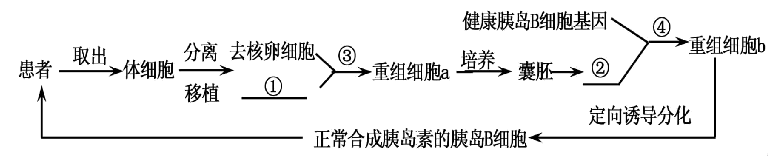 健康胰岛B细胞基因
④
取出
分离
去核卵细胞
③
患者
体细胞
重组细胞a
培养
囊胚
②
重组细胞b
移植
①
定向诱导分化
正常合成胰岛素的胰岛B细胞